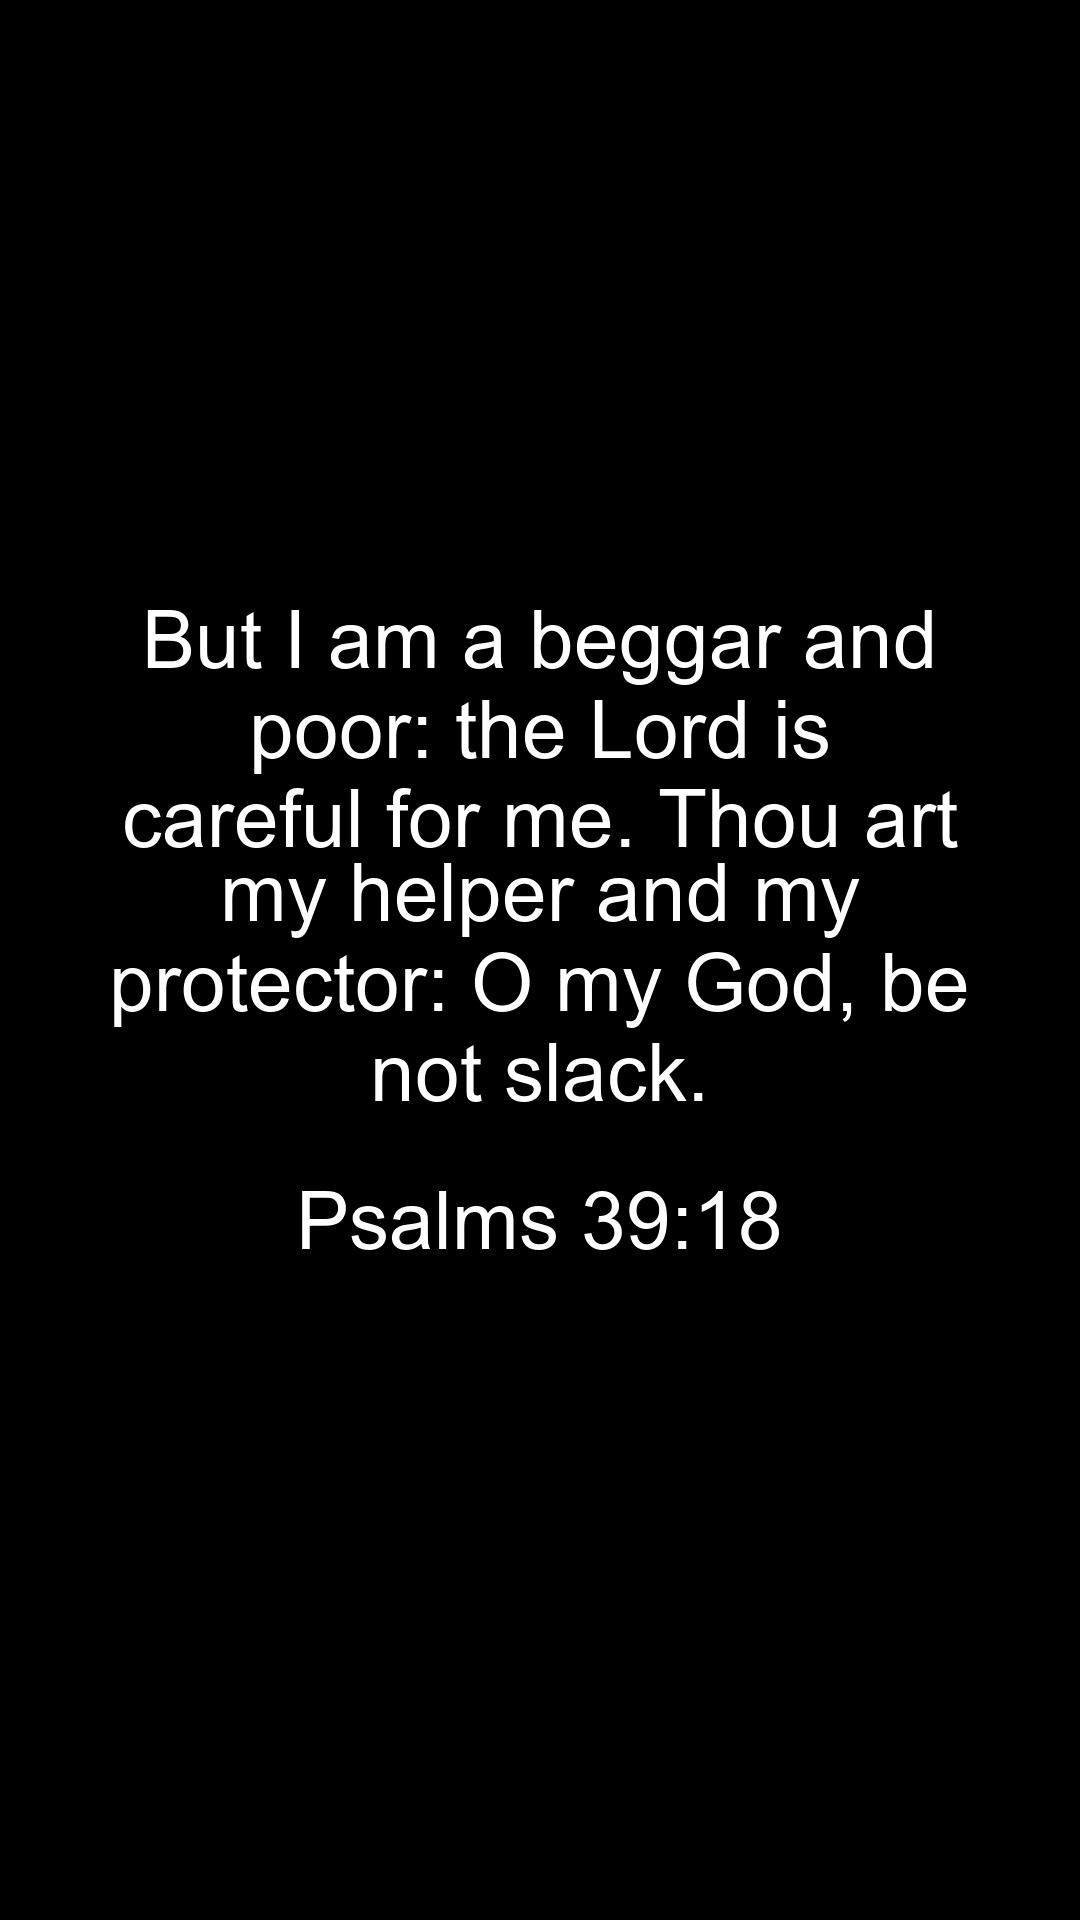 But I am a beggar and
poor: the Lord is
careful for me. Thou art
my helper and my
protector: O my God, be
not slack.
Psalms 39:18